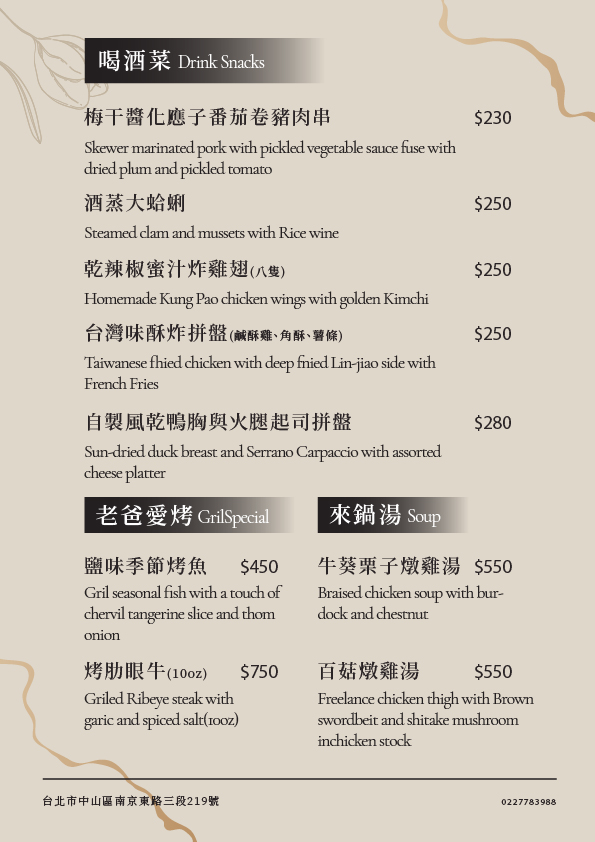 喝酒菜 Drink Snacks
梅干醬化應子番茄卷豬肉串 $230
Skewer marinated pork with pickled vegetable sauce fuse with
dried plum and pickled tomato
酒蒸大蛤蜊 $250
Steamed clam and mussets with Rice wine
乾辣椒蜜汁炸雞翅(八隻) $250
Homemade Kung Pao chicken wings with golden Kimchi
台灣味酥炸拼盤(鹹酥雞、角酥、薯條) $250
Taiwanese fhied chicken with deep fnied Lin-jiao side with
French Fries
自製風乾鴨胸與火腿起司拼盤 $280
Sun-dried duck breast and Serrano Carpaccio with assorted
cheese platter
老爸愛烤 GrilSpecial
鹽味季節烤魚 $450
Gril seasonal fish with a touch of
chervil tangerine slice and thom
onion
烤肋眼牛(10oz) $750
Griled Ribeye steak with
garic and spiced salt(10oz)
來鍋湯 Soup
牛蒡栗子燉雞湯 $550
Braised chicken soup with bur-
dock and chestnut
百菇燉雞湯 $550
Freelance chicken thigh with Brown
swordbeit and shitake mushroom
inchicken stock
台北市中山區南京東路三段219號
0227783988